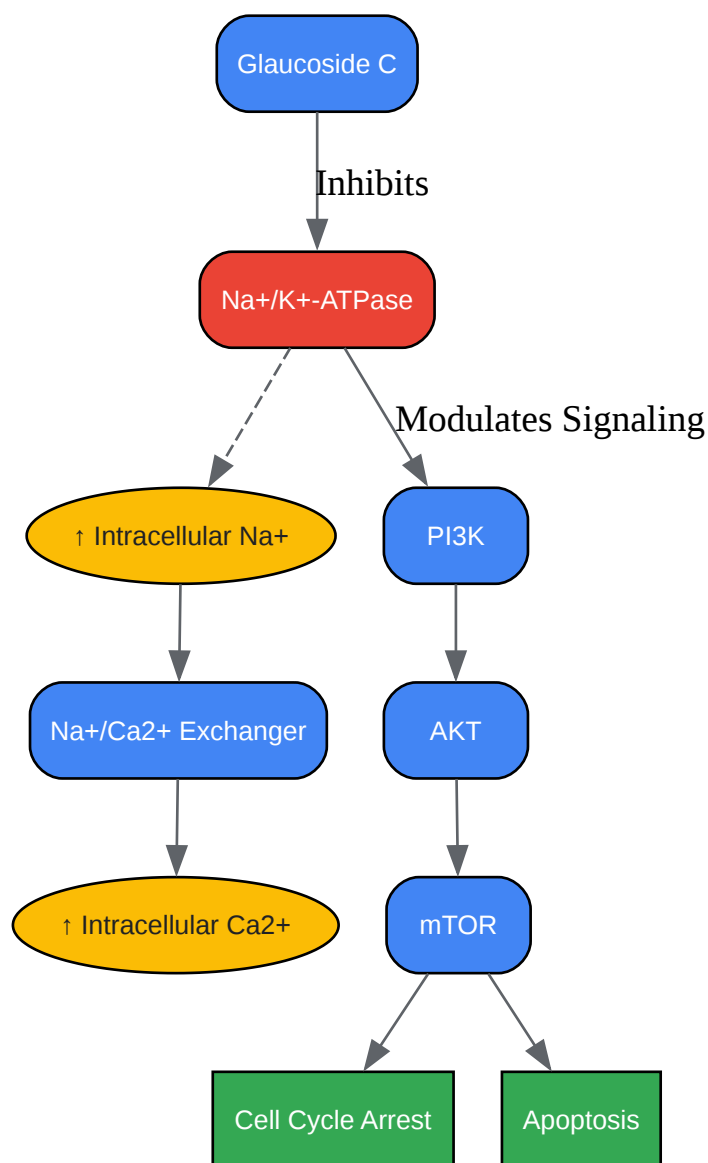 Glaucoside C
Inhibits
Na+/K+-ATPase
Modulates Signaling
↑ Intracellular Na+
PI3K
Na+/Ca2+ Exchanger
AKT
↑ Intracellular Ca2+
mTOR
Cell Cycle Arrest
Apoptosis